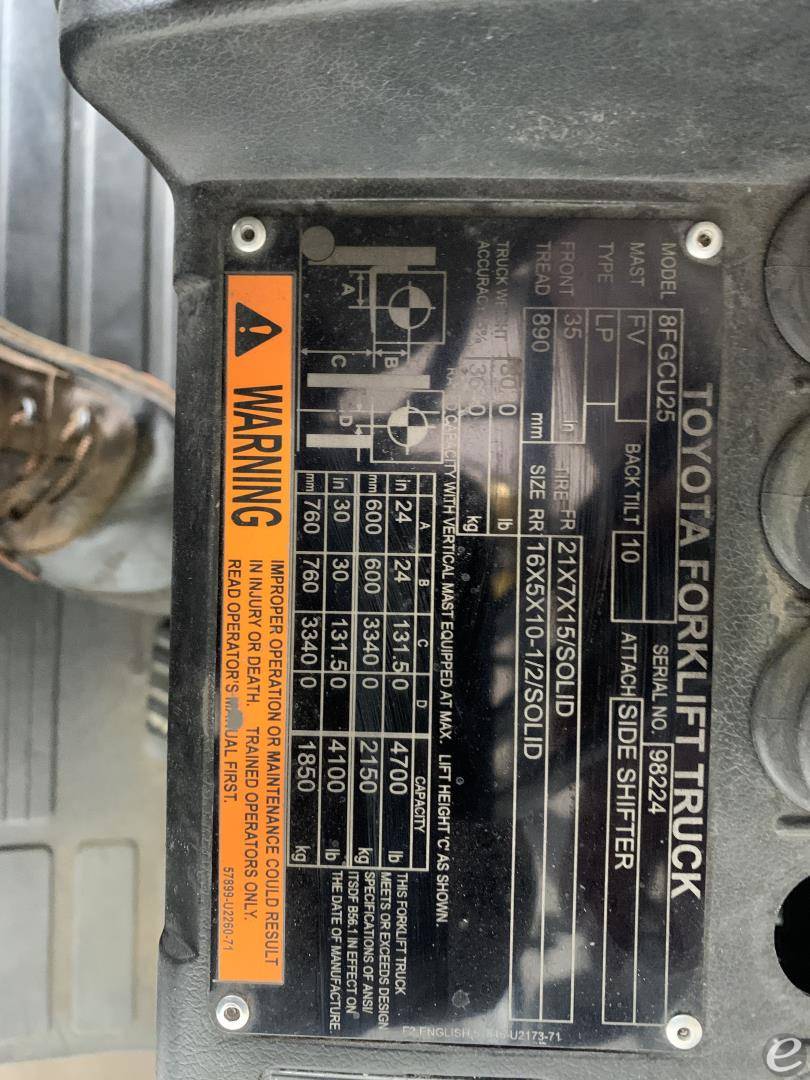 TOYOTA FORKLIFT TRUCK
MODEL 8FGCU25 SERIAL NO. 98224
MAST FV BACK TILT 10 ATTACH SIDE SHIFTER
TYPE LP
FRONT 35 in TIRE FR 21X7X15/SOLID
TREAD 890 mm SIZE RR 16X5X10-1/2/SOLID
TRUCK WEIGHT lb
kg
CAPACITY WITH VERTICAL MAST EQUIPPED AT MAX. LIFT HEIGHT 'C' AS SHOWN.
A B C D CAPACITY
in 24 24 131.5 0 4700 lb
mm 600 600 3340 0 2150 kg
in 30 30 131.5 0 4100 lb
mm 760 760 3340 0 1850 kg
THIS FORKLIFT TRUCK
MEETS OR EXCEEDS DESIGN
SPECIFICATIONS OF ANSI/
ITSDF B56.1 IN EFFECT ON
THE DATE OF MANUFACTURE
A B C D
WARNING
IMPROPER OPERATION OR MAINTENANCE COULD RESULT
IN INJURY OR DEATH. TRAINED OPERATORS ONLY.
READ OPERATOR'S MANUAL FIRST.
57899-U2260-71
F2,ENGLISH, U2173-71
e